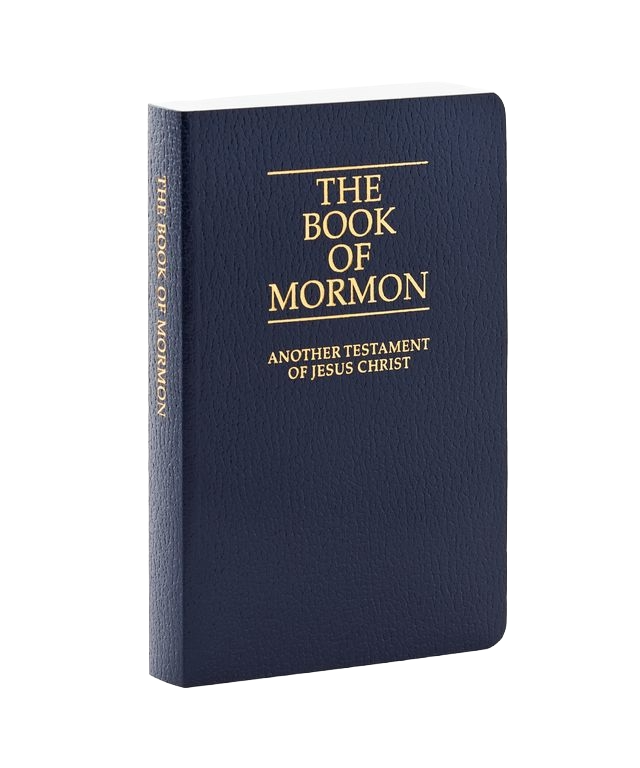 THE
BOOK
OF
MORMON
ANOTHER TESTAMENT
OF JESUS CHRIST
THE BOOK OF MORMON